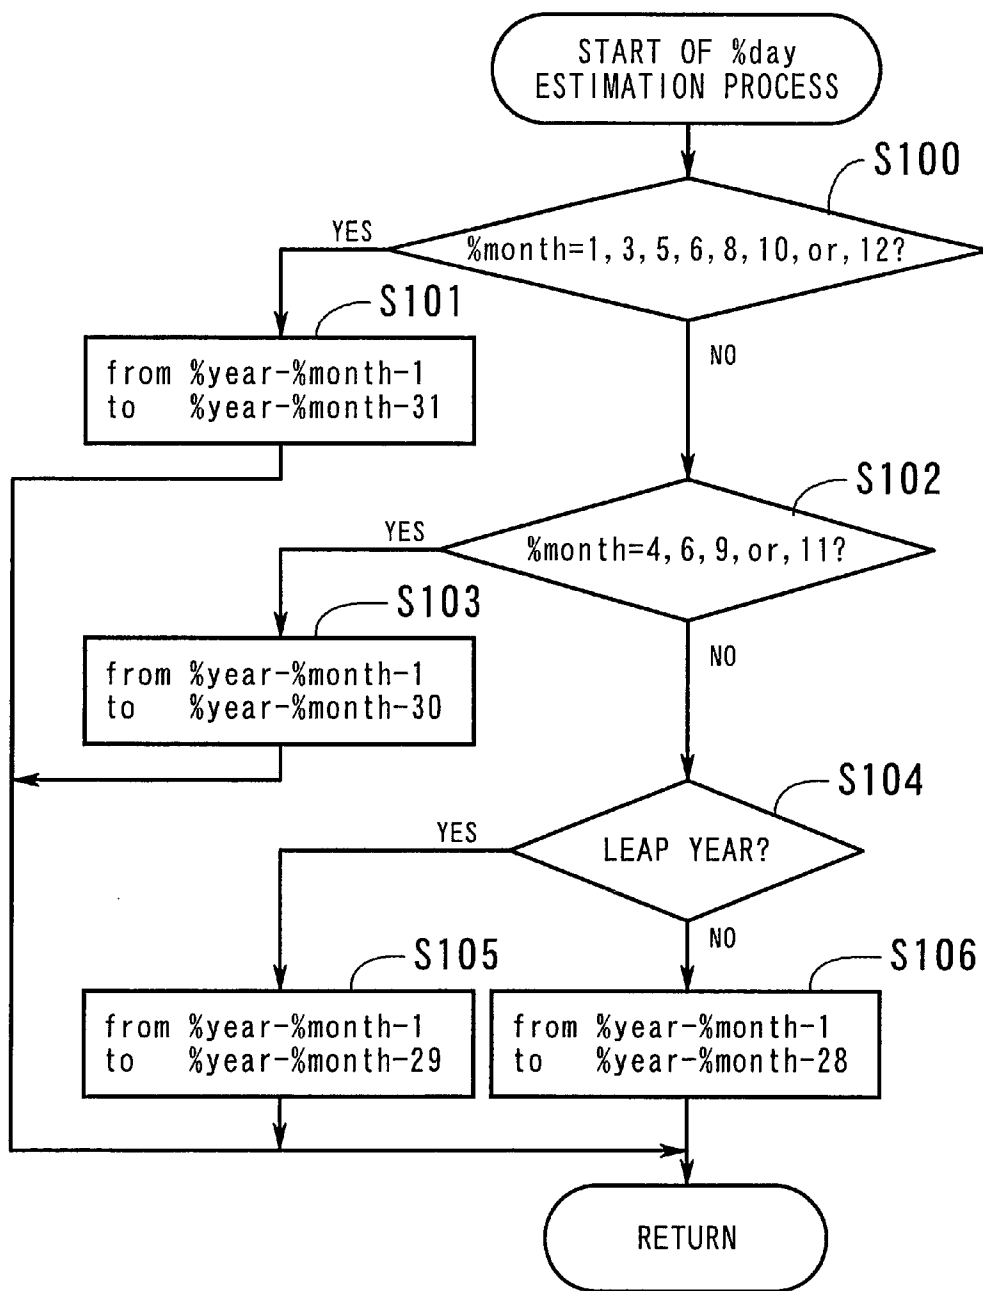 START OF %day
ESTIMATION PROCESS
S100
YES
%month=1, 3, 5, 6, 8, 10, or, 12?
S101
NO
from %year-%month-1
to %year-%month-31
S102
YES
%month=4, 6, 9, or, 11?
S103
NO
from %year-%month-1
to %year-%month-30
S104
YES
LEAP YEAR?
NO
S105
S106
from %year-%month-1
to %year-%month-29
from %year-%month-1
to %year-%month-28
RETURN